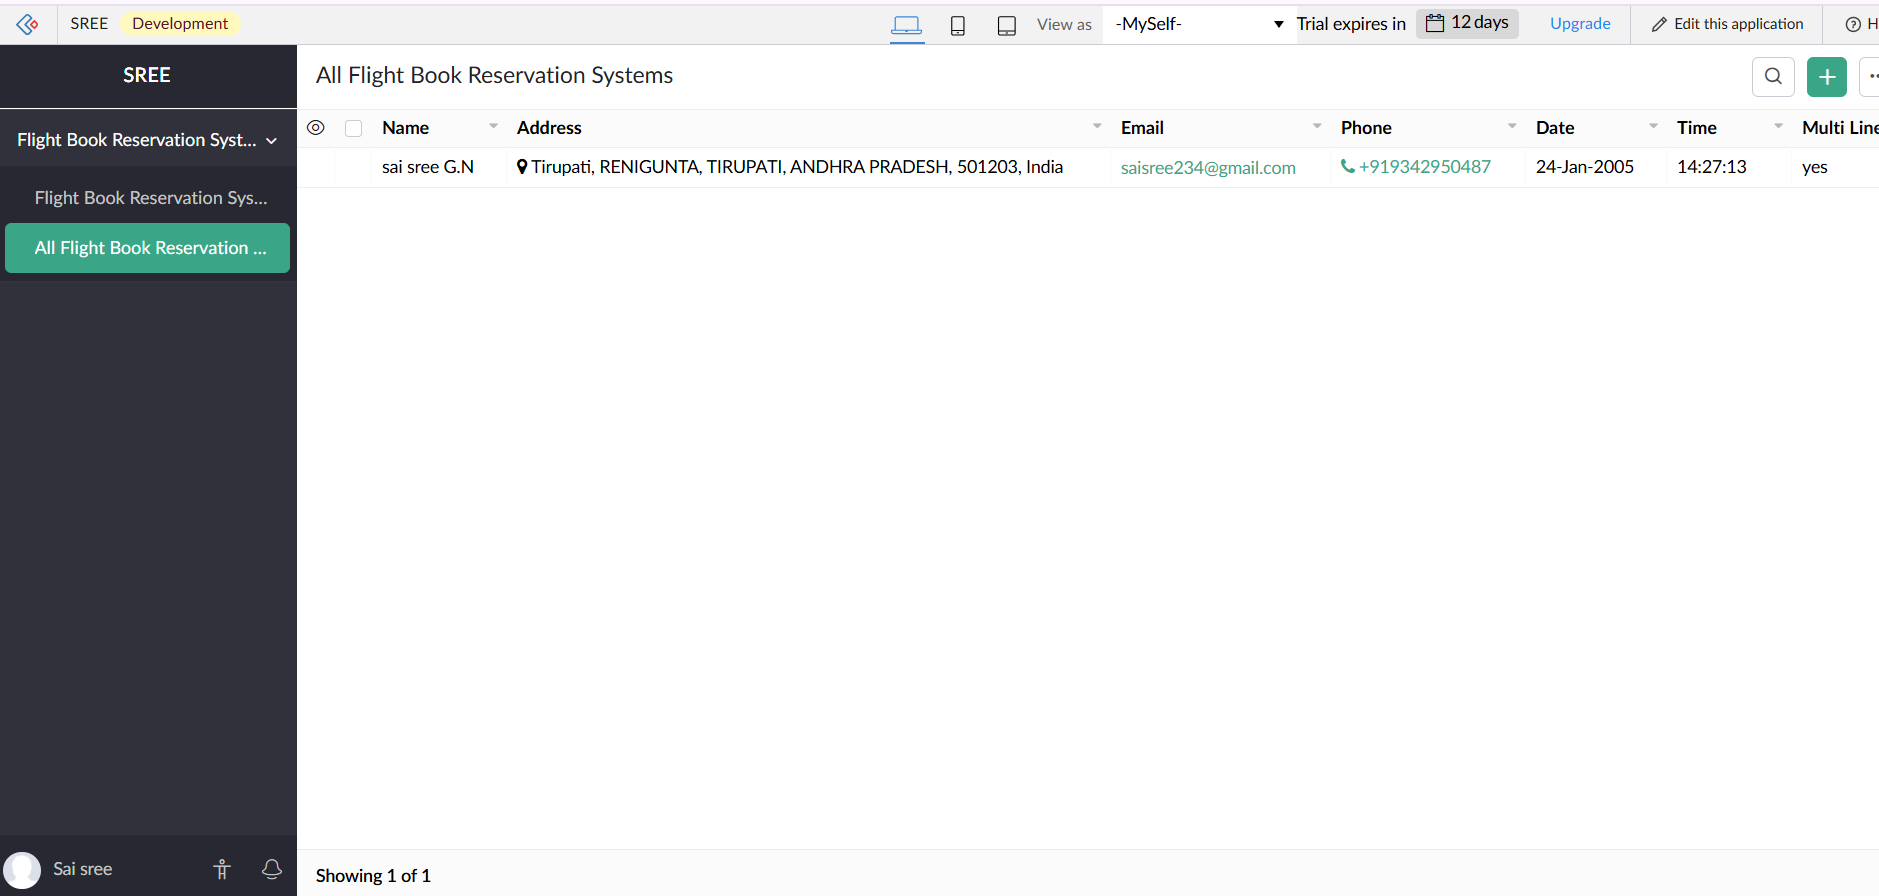 SREE Development View as -MySelf- Trial expires in 12 days Upgrade Edit this application H
SREE
All Flight Book Reservation Systems
Flight Book Reservation Syst...
Name Address Email Phone Date Time Multi Line
sai sree G.N Tirupati, RENIGUNTA, TIRUPATI, ANDHRA PRADESH, 501203, India saisree234@gmail.com +919342950487 24-Jan-2005 14:27:13 yes
Flight Book Reservation Sys...
All Flight Book Reservation ...
Sai sree
Showing 1 of 1